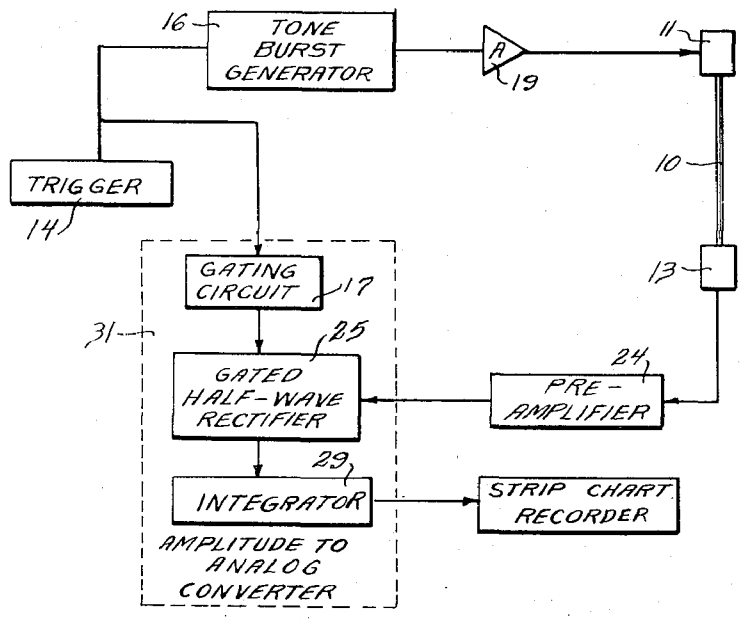 16
TONE
BURST
GENERATOR
A
19
11
10
TRIGGER
14
13
GATING
CIRCUIT
17
31
25
GATED
HALF-WAVE
RECTIFIER
24
PRE-
AMPLIFIER
29
INTEGRATOR
STRIP CHART
RECORDER
AMPLITUDE TO
ANALOG
CONVERTER